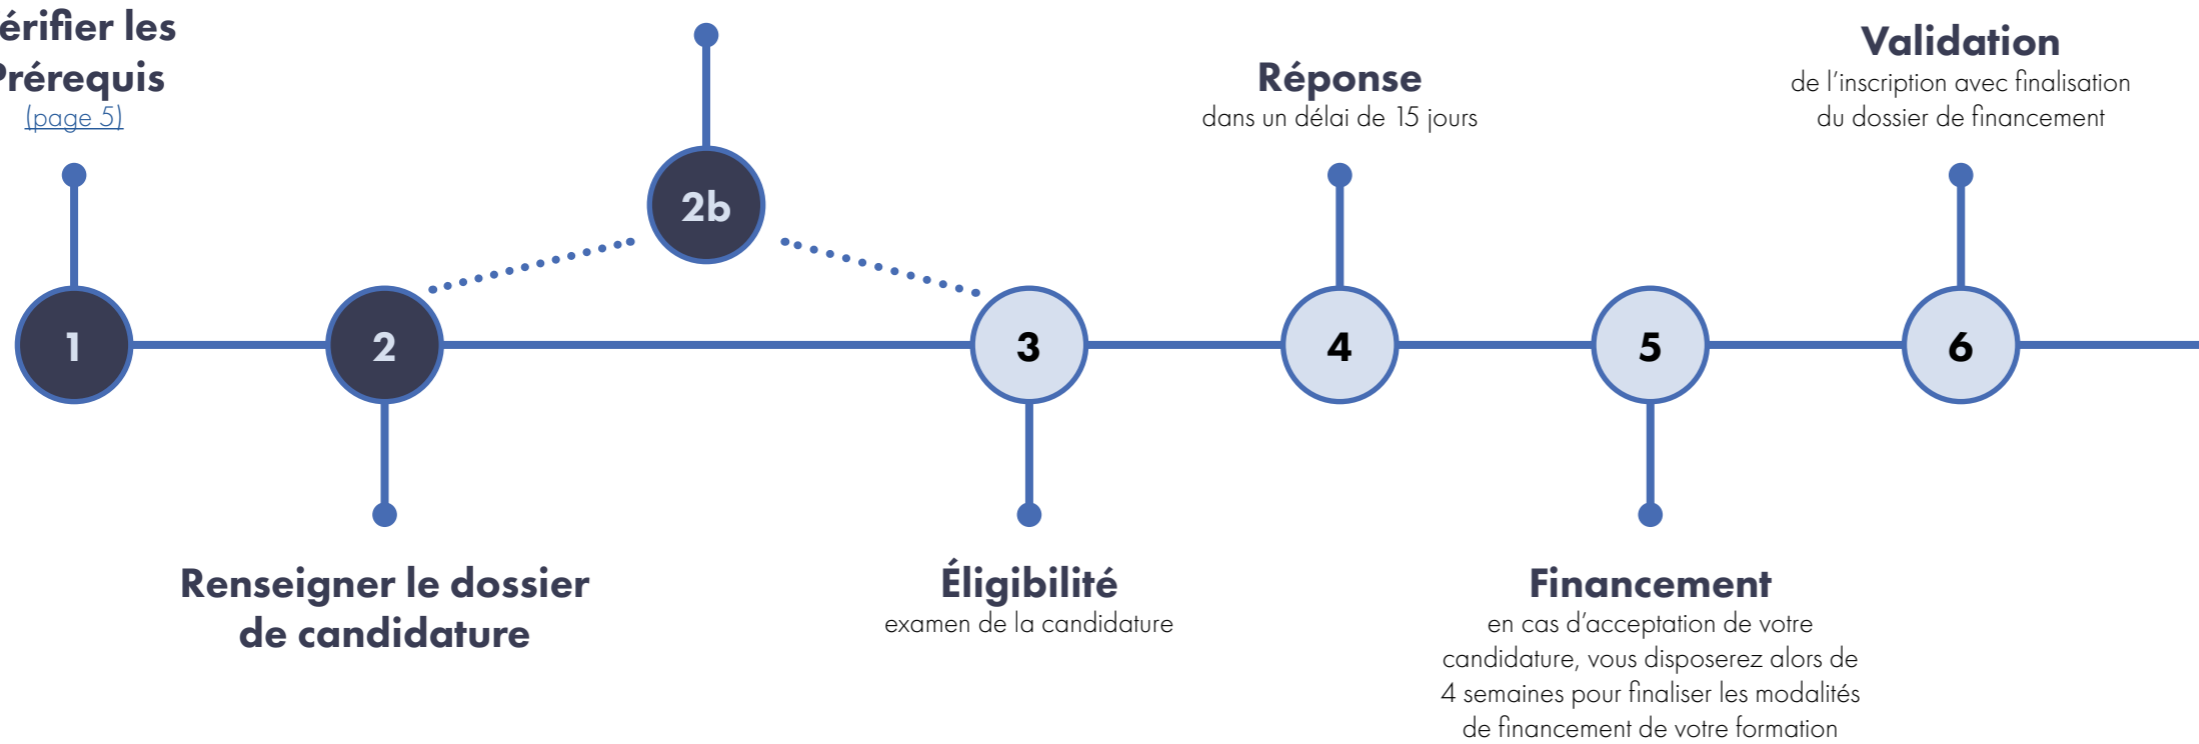 érifier les
Prérequis
(page 5)
Réponse
dans un délai de 15 jours
Validation
de l'inscription avec finalisation
du dossier de financement
2b
1
2
3
4
5
6
Renseigner le dossier
de candidature
Éligibilité
examen de la candidature
Financement
en cas d'acceptation de votre
candidature, vous disposerez alors de
4 semaines pour finaliser les modalités
de financement de votre formation